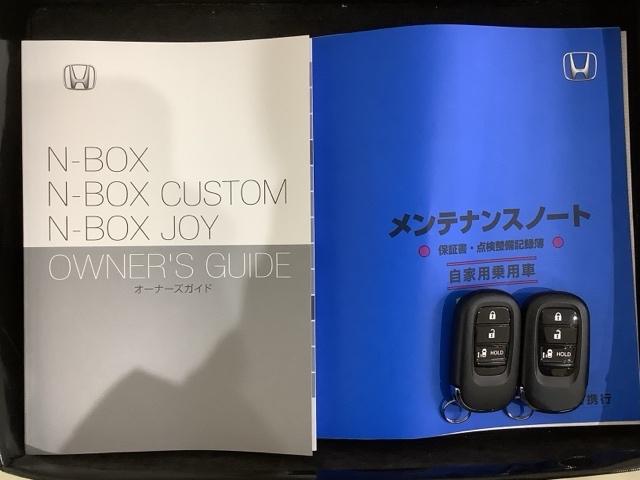 N-BOX
N-BOX CUSTOM
N-BOX JOY
OWNER'S GUIDE
オーナーズガイド
メンテナンスノート
保証書・点検整備記録簿
自家用乗用車
携行
HOLD
HOLD